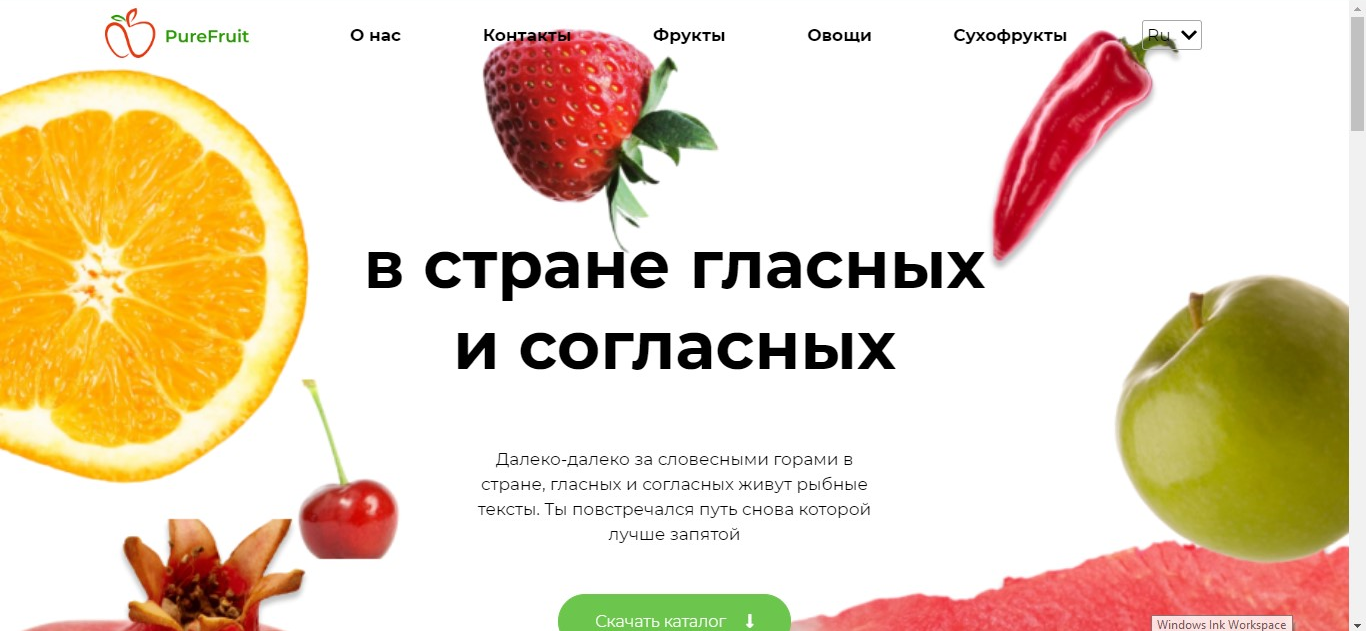 PureFruit
О нас
Контакты
Фрукты
Овощи
Сухофрукты
Ru
в стране гласных
и согласных
Далеко-далеко за словесными горами в
стране, гласных и согласных живут рыбные
тексты. Ты повстречался путь снова которой
лучше запятой
Скачать каталог
Windows Ink Workspace